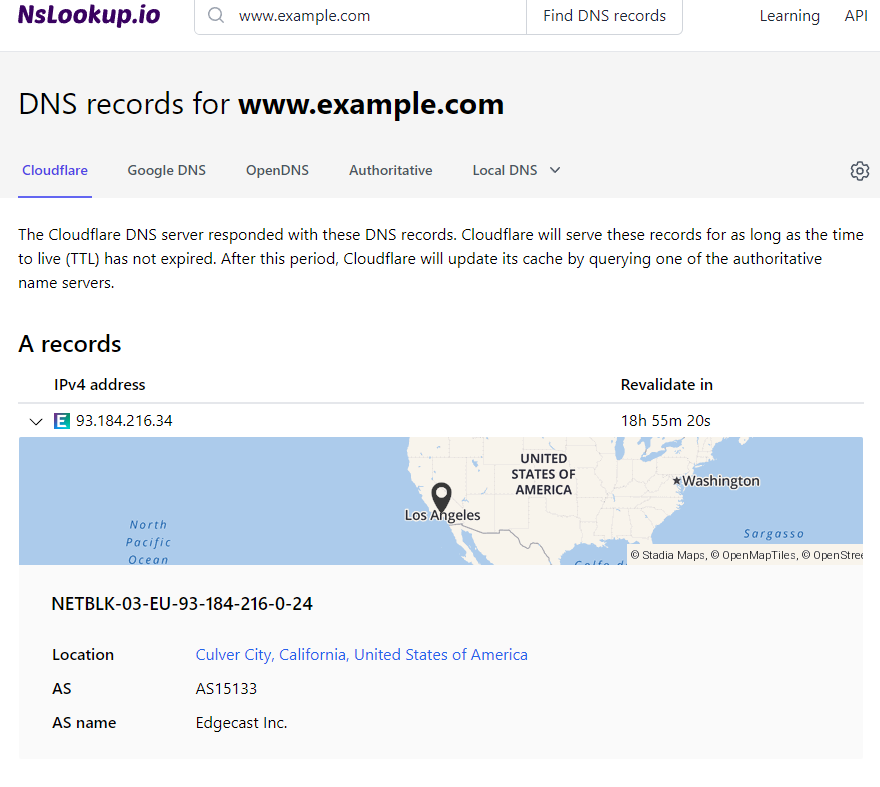 NsLookup.io
www.example.com
Find DNS records
Learning
API
DNS records for www.example.com
Cloudflare
Google DNS
OpenDNS
Authoritative
Local DNS
The Cloudflare DNS server responded with these DNS records. Cloudflare will serve these records for as long as the time
to live (TTL) has not expired. After this period, Cloudflare will update its cache by querying one of the authoritative
name servers.
A records
IPv4 address
Revalidate in
E 93.184.216.34
18h 55m 20s
UNITED
STATES OF
AMERICA
Washington
Los Angeles
North
Pacific
Ocean
Sargasso
© Stadia Maps, © OpenMapTiles, © OpenStree
NETBLK-03-EU-93-184-216-0-24
Location
Culver City, California, United States of America
AS
AS15133
AS name
Edgecast Inc.